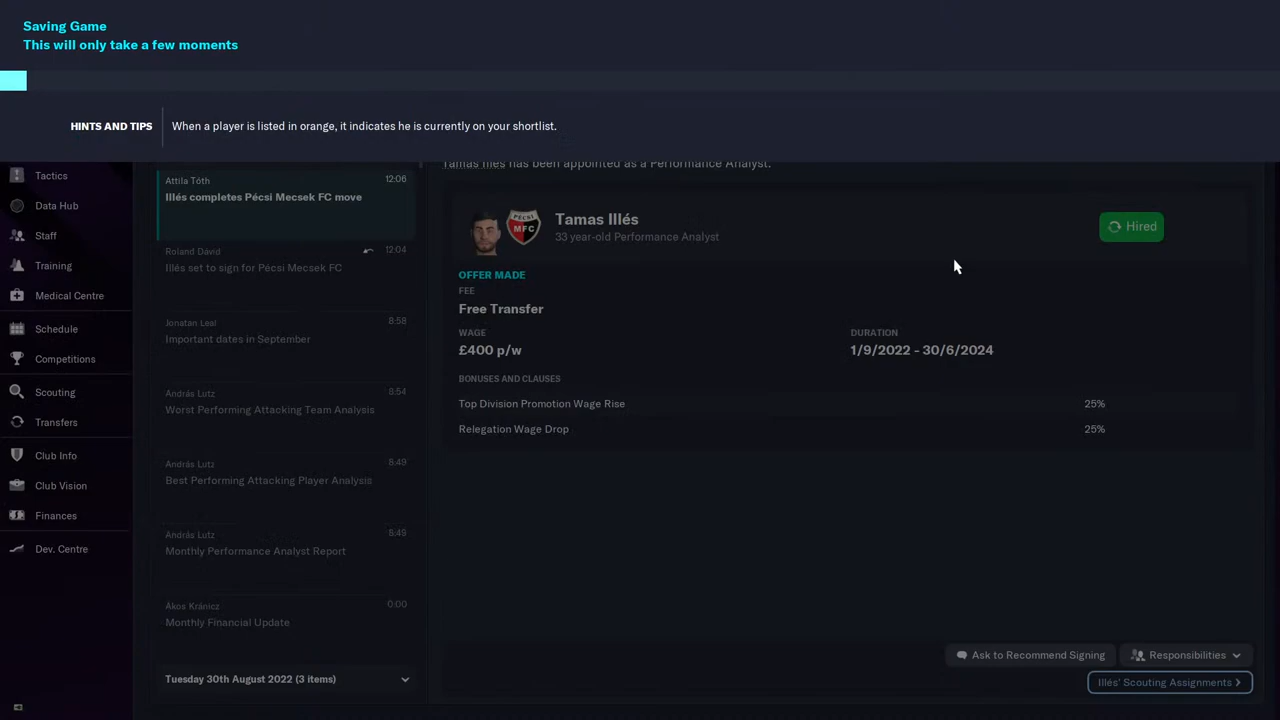 Saving Game
This will only take a few moments
HINTS AND TIPS
When a player is listed in orange, it indicates he is currently on your shortlist.
Tamas Illés has been appointed as a Performance Analyst.
Tactics
Data Hub
Staff
Training
Medical Centre
Schedule
Competitions
Scouting
Transfers
Club Info
Club Vision
Finances
Dev. Centre
Attila Tóth 12:06
Illés completes Pécsi Mecsek FC move
Roland Dávid 12:04
Illés set to sign for Pécsi Mecsek FC
Jonatan Leal 8:58
Important dates in September
András Lutz 8:54
Worst Performing Attacking Team Analysis
András Lutz 8:49
Best Performing Attacking Player Analysis
András Lutz 8:49
Monthly Performance Analyst Report
Ákos Kránicz 0:00
Monthly Financial Update
Tuesday 30th August 2022 (3 items)
PÉCSI
MFC
Tamas Illés
33 year-old Performance Analyst
Hired
OFFER MADE
FEE
Free Transfer
WAGE
£400 p/w
DURATION
1/9/2022 - 30/6/2024
BONUSES AND CLAUSES
Top Division Promotion Wage Rise 25%
Relegation Wage Drop 25%
Ask to Recommend Signing
Responsibilities
Illés' Scouting Assignments